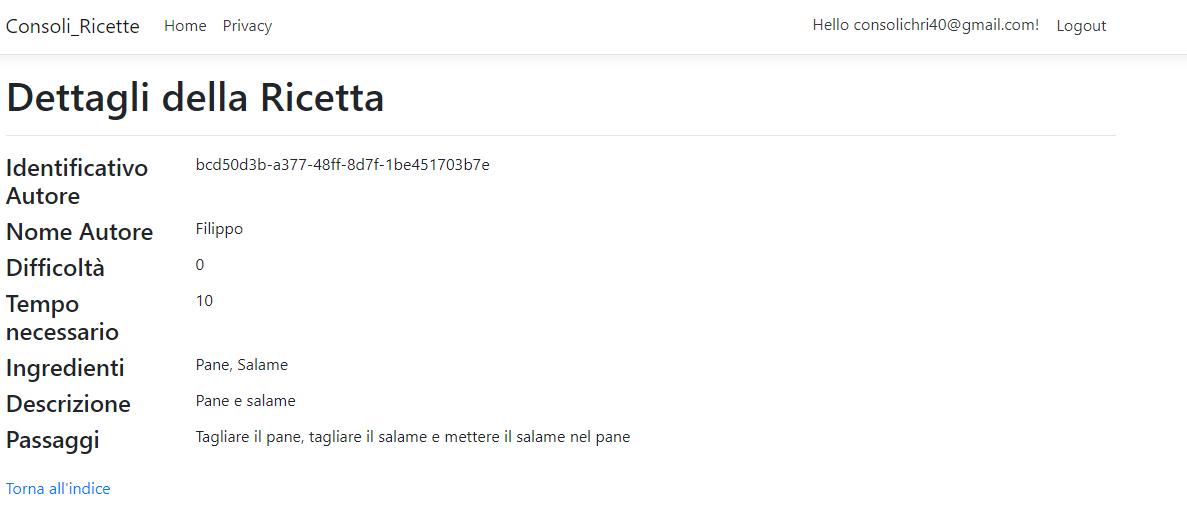 Consoli_Ricette Home Privacy Hello consolichri40@gmail.com! Logout
Dettagli della Ricetta
Identificativo Autore bcd50d3b-a377-48ff-8d7f-1be451703b7e
Nome Autore Filippo
Difficoltà 0
Tempo necessario 10
Ingredienti Pane, Salame
Descrizione Pane e salame
Passaggi Tagliare il pane, tagliare il salame e mettere il salame nel pane
Torna all'indice